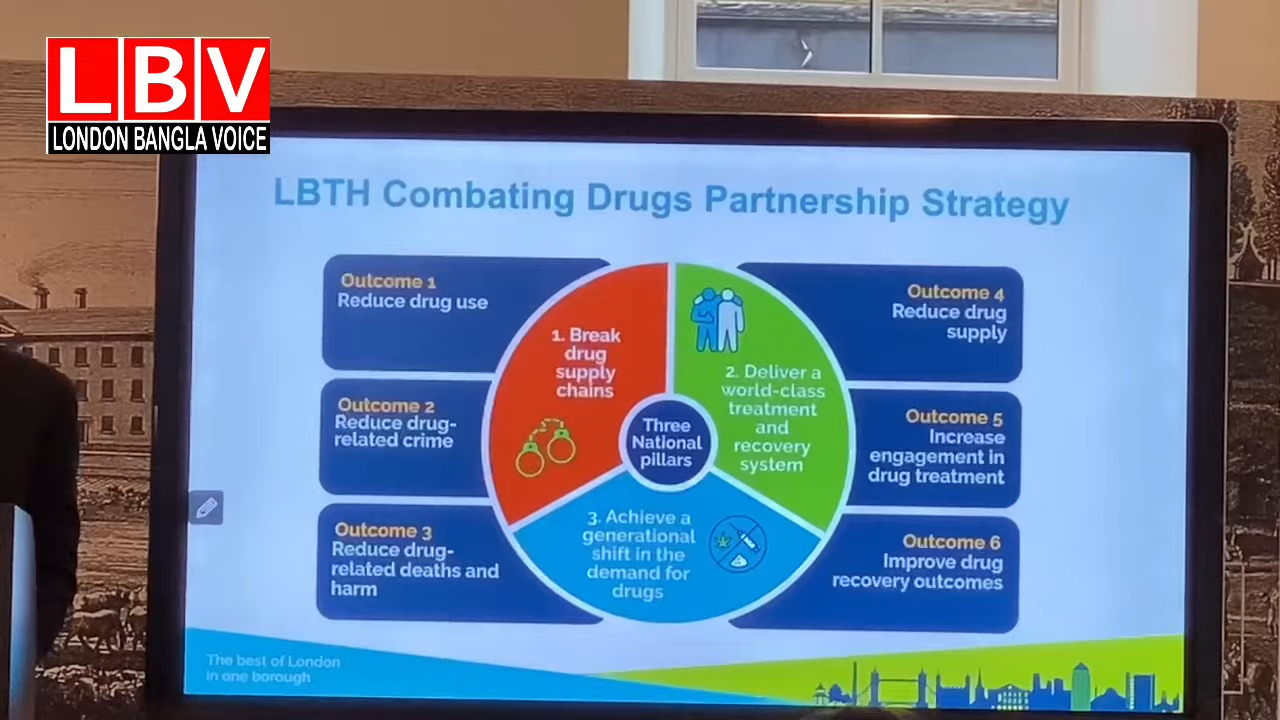 LBV
LONDON BANGLA VOICE
LBTH Combating Drugs Partnership Strategy
Outcome 1
Reduce drug use
Outcome 2
Reduce drug-
related crime
Outcome 3
Reduce drug-
related deaths and
harm
1. Break
drug
supply
chains
2. Deliver a
world-class
treatment
and
recovery
system
Three
National
pillars
3. Achieve a
generational
shift in the
demand for
drugs
Outcome 4
Reduce drug
supply
Outcome 5
Increase
engagement in
drug treatment
Outcome 6
Improve drug
recovery outcomes
The best of London
in one borough